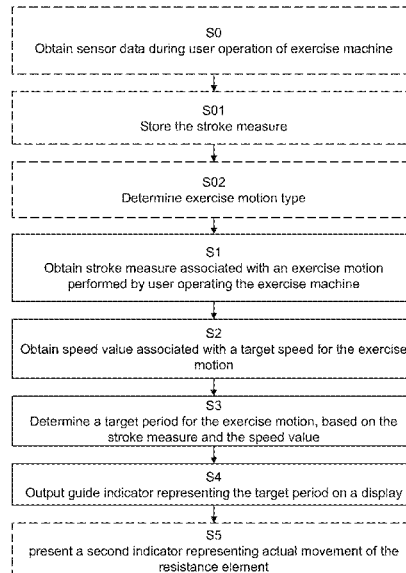 S0
Obtain sensor data during user operation of exercise machine
S01
Store the stroke measure
S02
Determine exercise motion type
S1
Obtain stroke measure associated with an exercise motion
performed by user operating the exercise machine
S2
Obtain speed value associated with a target speed for the exercise
motion
S3
Determine a target period for the exercise motion, based on the
stroke measure and the speed value
S4
Output guide indicator representing the target period on a display
S5
present a second indicator representing actual movement of the
resistance element